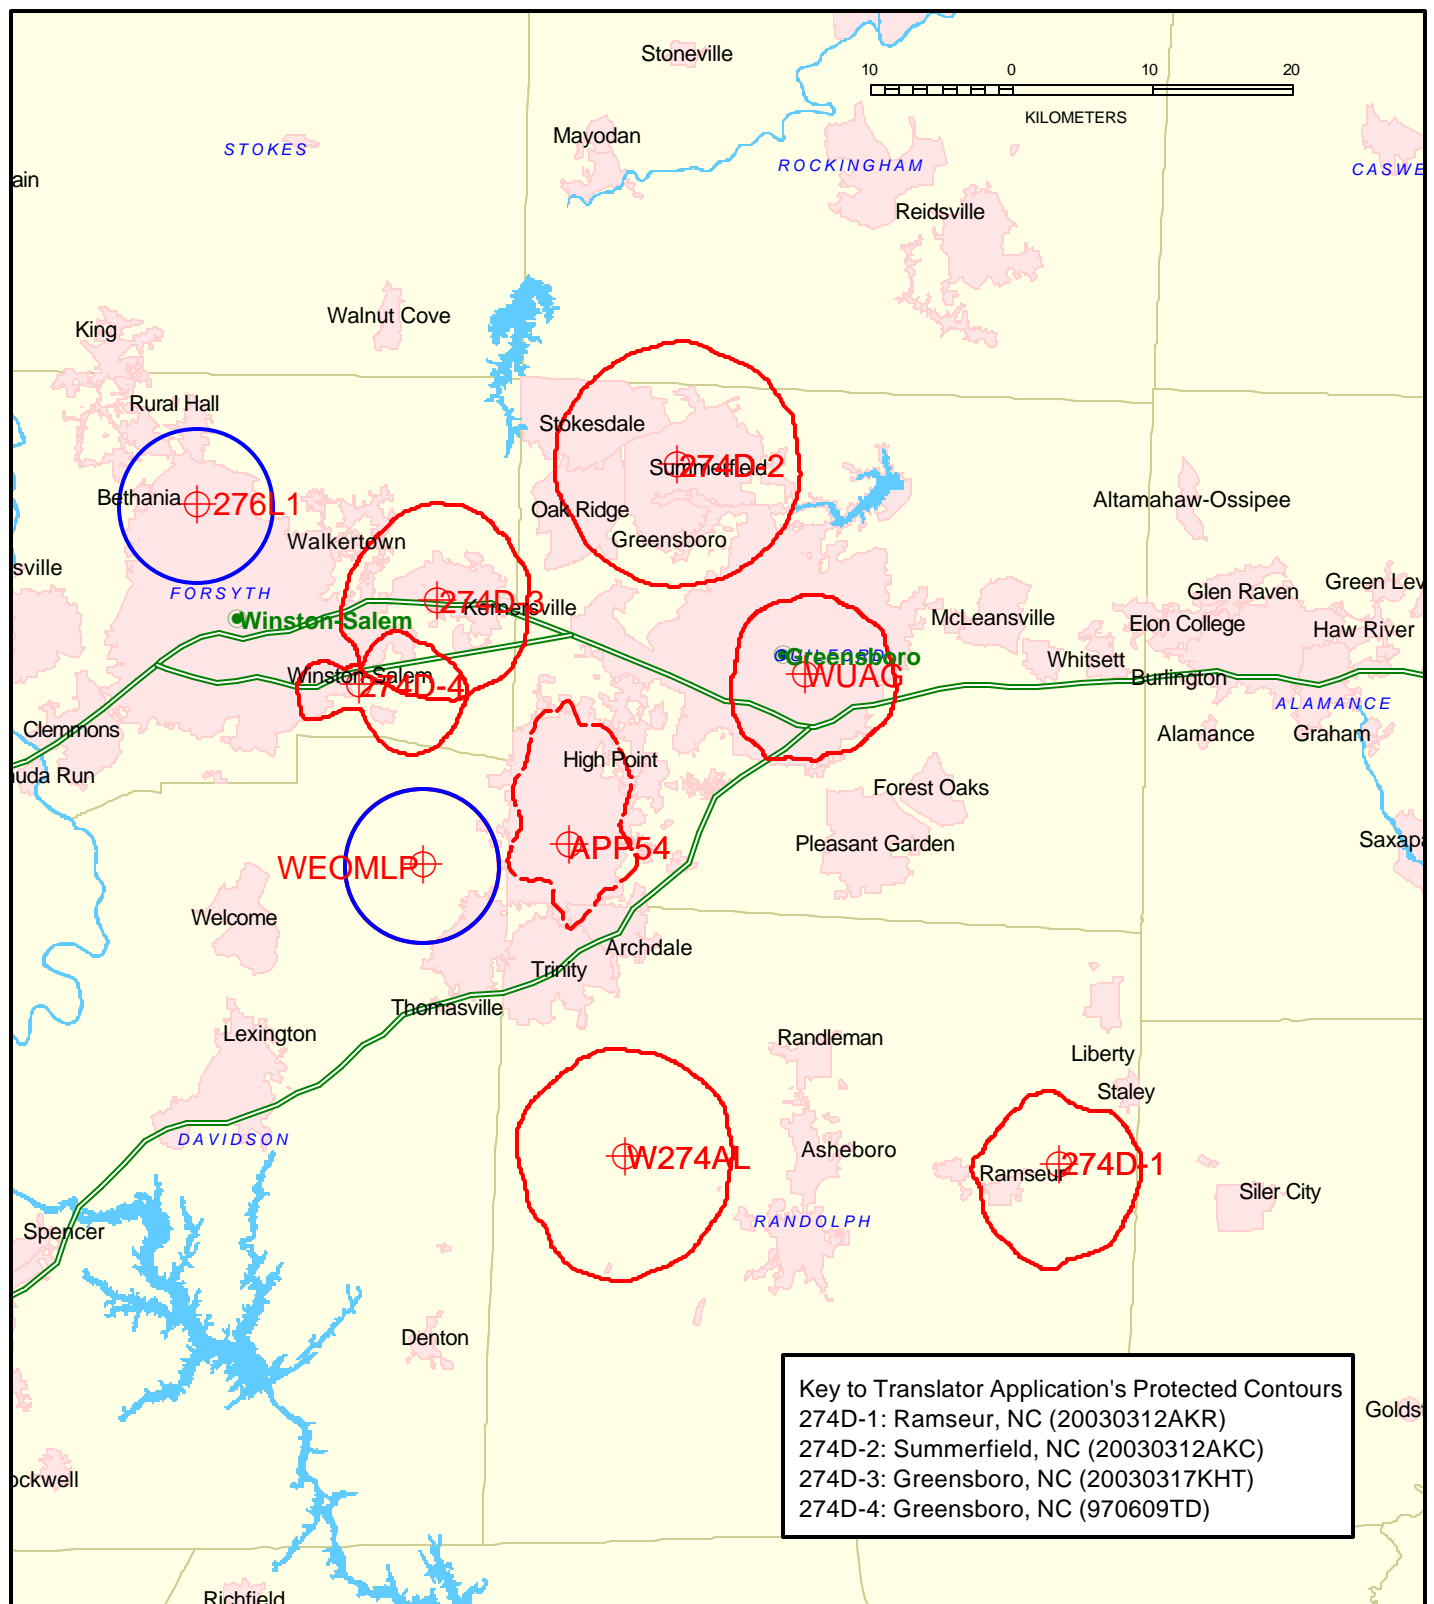 Stoneville
10 0 10 20
KILOMETERS
Mayodan
STOKES
ROCKINGHAM
CASWE
ain
Reidsville
Walnut Cove
King
Rural Hall
Stokesdale
274D-2
Summerfield
Bethania
276L1
Oak Ridge
Altamahaw-Ossipee
Walkertown
Greensboro
sville
FORSYTH
274D-3
Kernersville
Glen Raven
Green Lev
Winston-Salem
McLeansville
Elon College
Haw River
Greensboro
GUILFORD
Whitsett
Winston-Salem
274D-4
WUAG
Burlington
ALAMANCE
Clemmons
Alamance
Graham
High Point
uda Run
Forest Oaks
APP54
Pleasant Garden
Saxapa
WEOMLP
Welcome
Archdale
Trinity
Thomasville
Lexington
Randleman
Liberty
Staley
DAVIDSON
W274AL
Asheboro
274D-1
Ramseur
Siler City
RANDOLPH
Spencer
Denton
Key to Translator Application's Protected Contours
274D-1: Ramseur, NC (20030312AKR)
274D-2: Summerfield, NC (20030312AKC)
274D-3: Greensboro, NC (20030317KHT)
274D-4: Greensboro, NC (970609TD)
Golds
ockwell
Richfield